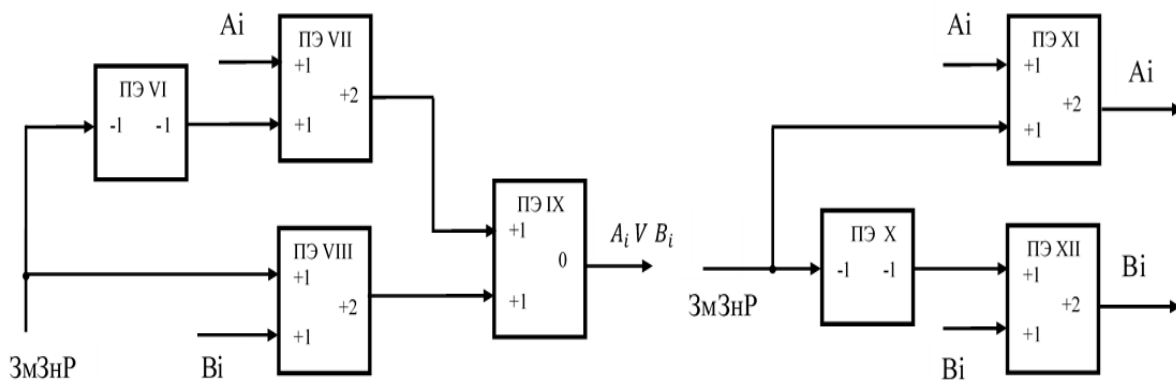 Ai
ПЭ VII
+1
+2
+1
ПЭ VI
-1 -1
ПЭ VIII
+1
+2
+1
ЗмЗнР
Bi
ПЭ IX
+1
0
+1
A_i V B_i
Ai
ПЭ XI
+1
+2
+1
Ai
ЗмЗнР
ПЭ X
-1 -1
ПЭ XII
+1
+2
+1
Bi
Bi